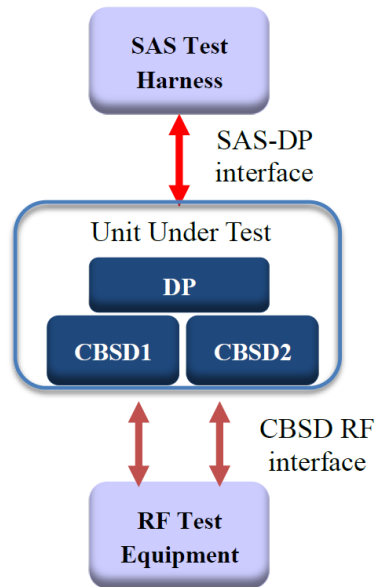 SAS Test
Harness
SAS-DP
interface
Unit Under Test
DP
CBSD1 CBSD2
CBSD RF
interface
RF Test
Equipment